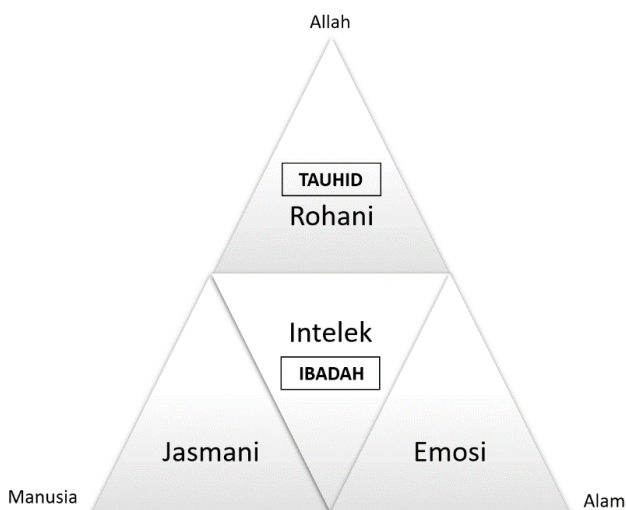 Allah
TAUHID
Rohani
Intelek
IBADAH
Jasmani
Emosi
Manusia
Alam